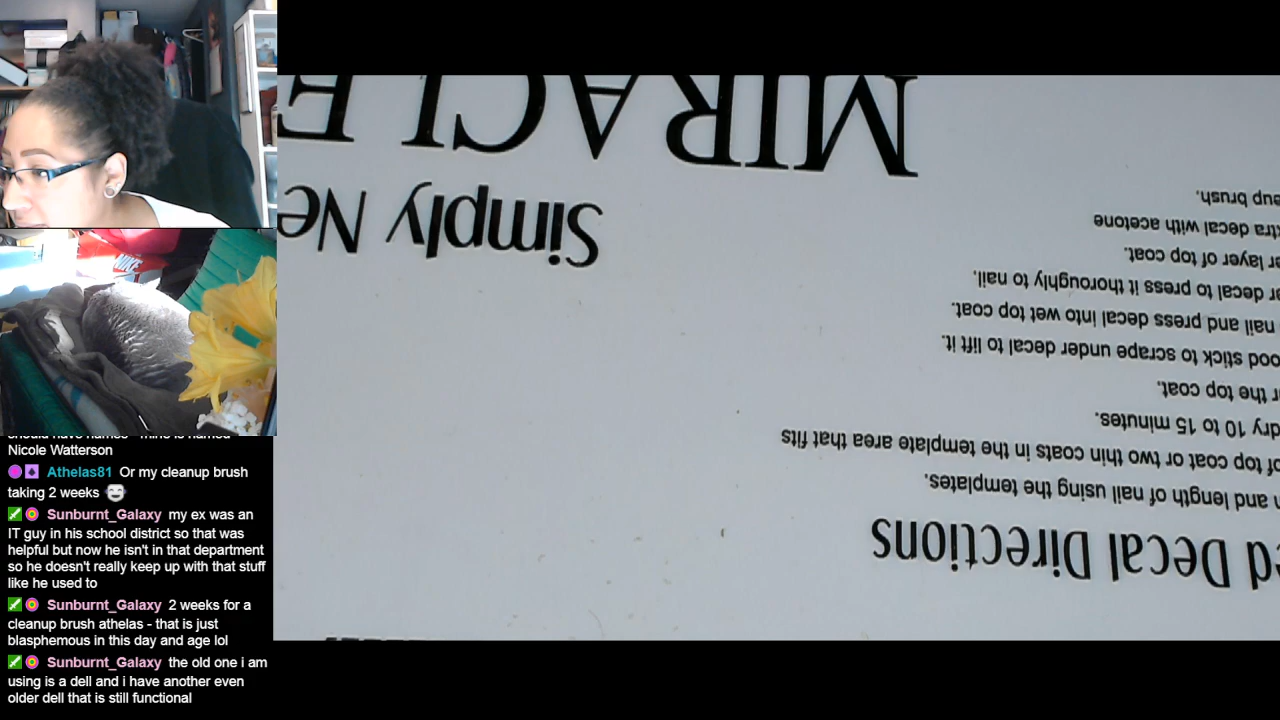 should have names - mine is named
Nicole Watterson
Athelas81 Or my cleanup brush
taking 2 weeks
Sunburnt_Galaxy my ex was an
IT guy in his school district so that was
helpful but now he isn't in that department
so he doesn't really keep up with that stuff
like he used to
Sunburnt_Galaxy 2 weeks for a
cleanup brush athelas - that is just
blasphemous in this day and age lol
Sunburnt_Galaxy the old one i am
using is a dell and i have another even
older dell that is still functional
ed Decal Directions
and length of nail using the templates.
of top coat or two thin coats in the template area that fits
dry 10 to 15 minutes.
the top coat.
ood stick to scrape under decal to lift it.
nail and press decal into wet top coat.
decal to press it thoroughly to nail.
layer of top coat.
tra decal with acetone
eup brush.
Simply Ne
MIRACLE